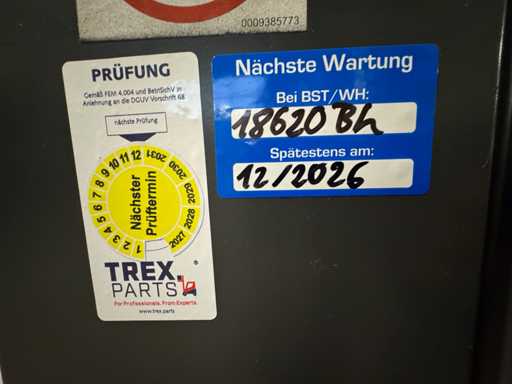 0009385773
PRÜFUNG
Gemäß FEM 4.004 und BetrSichV in
Anlehnung an die DGUV Vorschrift 68
nächste Prüfung
1 2 3 4 5 6 7 8 9 10 11 12
2031 2030 2029 2028 2027
Nächster
Prüftermin
TREX.
PARTS
®
For Professionals. From Experts.
www.trex.parts
Nächste Wartung
Bei BST/WH:
18620 Bh
Spätestens am:
12/2026